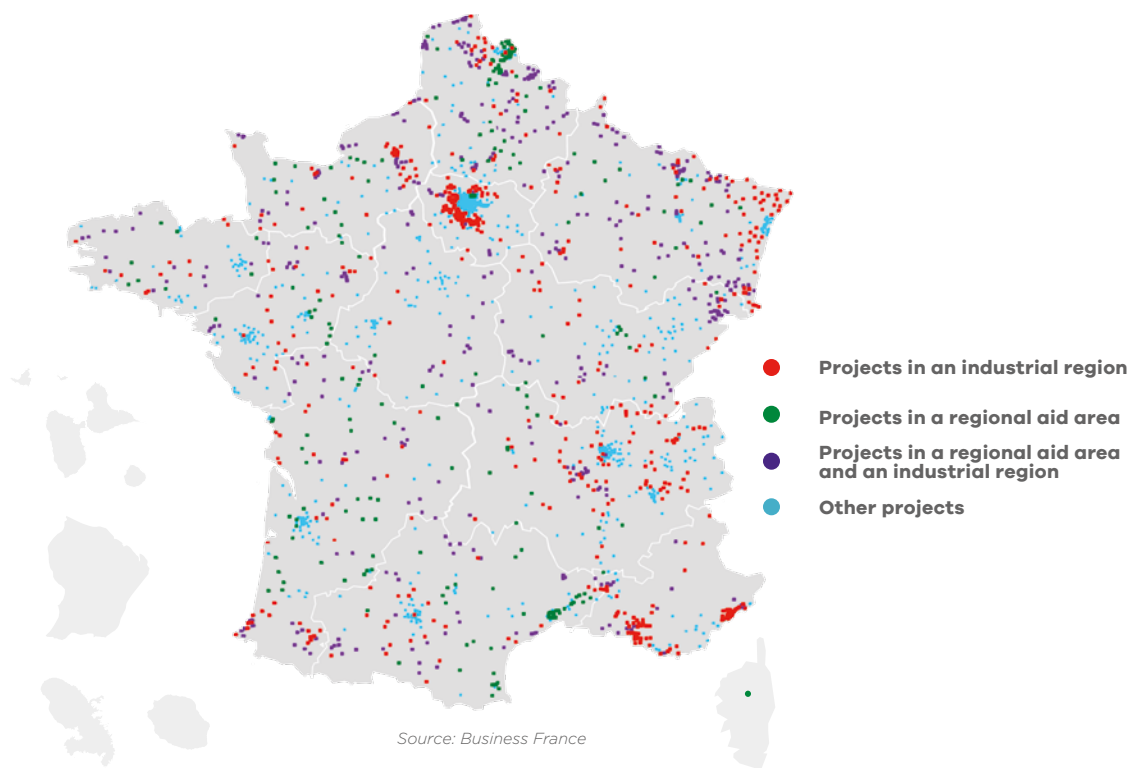 Projects in an industrial region
Projects in a regional aid area
Projects in a regional aid area
and an industrial region
Other projects
Source: Business France